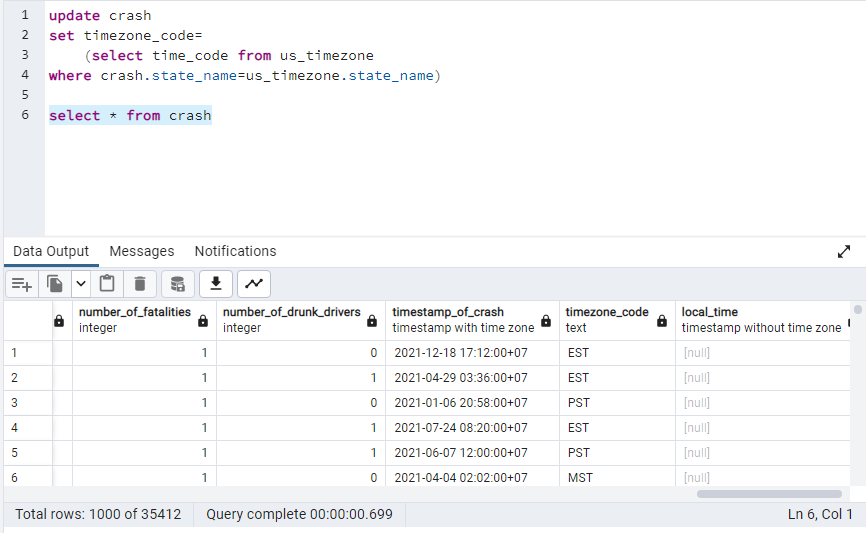 1 update crash
2 set timezone_code=
3 (select time_code from us_timezone
4 where crash.state_name=us_timezone.state_name)
5
6 select * from crash
Data Output Messages Notifications
number_of_fatalities number_of_drunk_drivers timestamp_of_crash timezone_code local_time
integer integer timestamp with time zone text timestamp without time zone
1 1 0 2021-12-18 17:12:00+07 EST [null]
2 1 1 2021-04-29 03:36:00+07 EST [null]
3 1 0 2021-01-06 20:58:00+07 PST [null]
4 1 1 2021-07-24 08:20:00+07 EST [null]
5 1 1 2021-06-07 12:00:00+07 PST [null]
6 1 0 2021-04-04 02:02:00+07 MST [null]
Total rows: 1000 of 35412 Query complete 00:00:00.699 Ln 6, Col 1